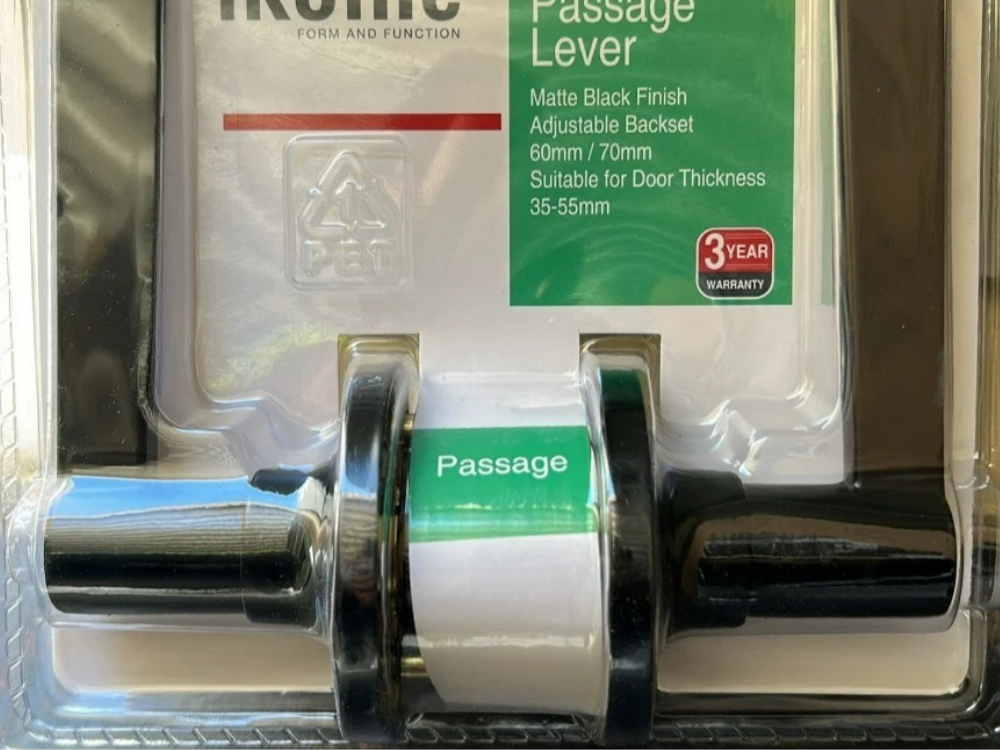 FORM AND FUNCTION
Passage
Lever
Matte Black Finish
Adjustable Backset
60mm / 70mm
Suitable for Door Thickness
35-55mm
3 YEAR
WARRANTY
1
PET
Passage